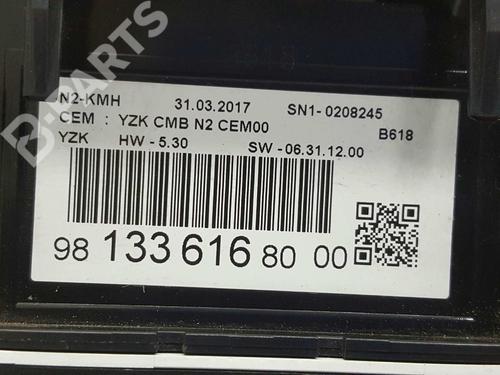 B-PARTS
N2-KMH 31.03.2017 SN1- 0208245
CEM : YZK CMB N2 CEM00 B618
YZK HW - 5.30 SW - 06.31.12.00
98 133 616 80 00